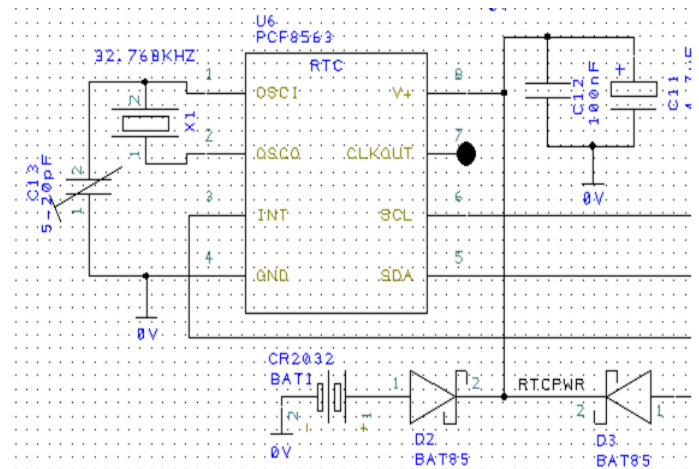 U6
PCF8563
32.768KHZ
RTC
1
OSCI
V+
8
2
X1
1
2
OSCO
CLKOUT
7
C12
100nF
+
C11
C13
5-20pF
2
1
3
INT
SCL
6
4
GND
SDA
5
0V
0V
CR2032
BAT1
1
2
RTCPWR
2
1
2
-
+
1
0V
D2
BAT85
D3
BAT85